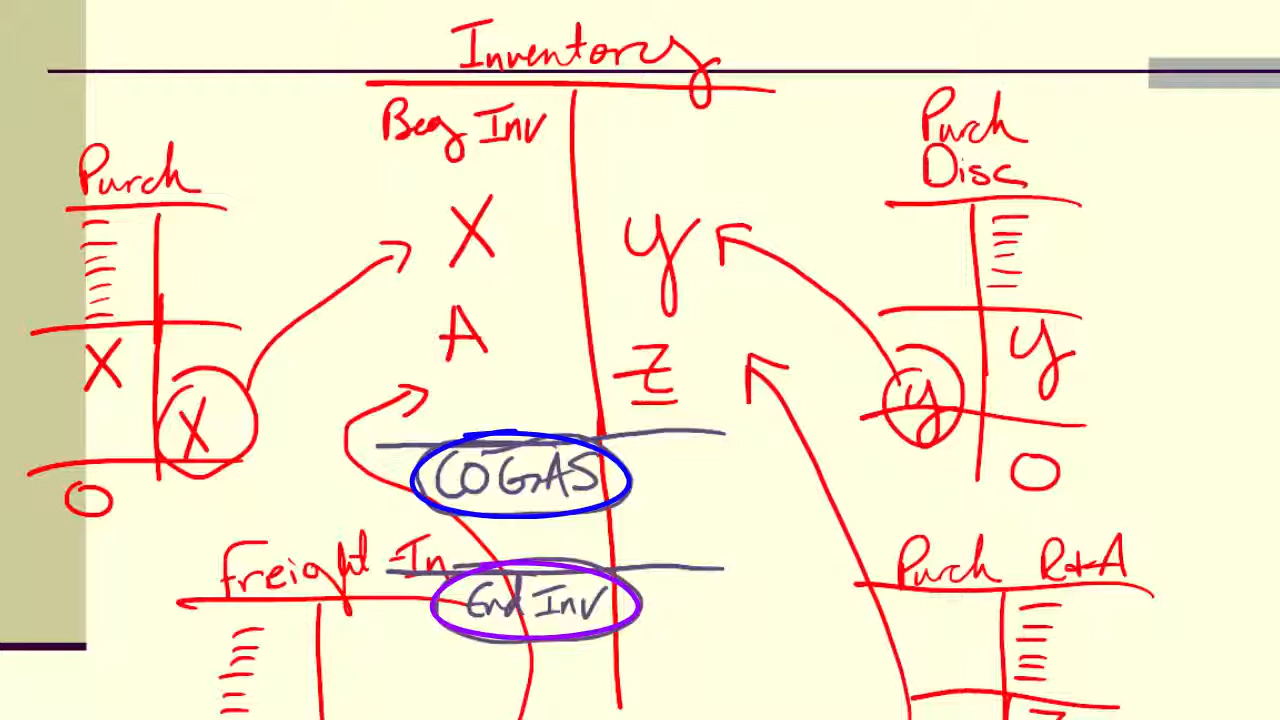 Inventory
Beg Inv
Purch
Purch
Disc
X
y
A
Z
X
y
X
y
COGAS
O
O
Freight-In
Purch R&A
End Inv